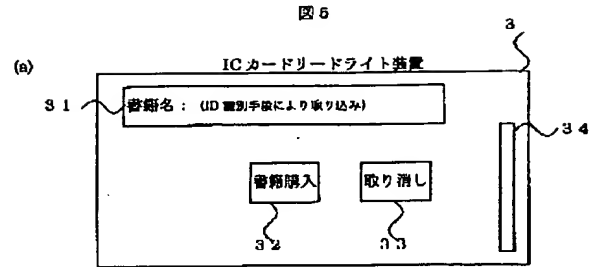 図5
3
(a)
ICカードリードライト装置
31
書籍名：（ID識別手段により取り込み）
34
書籍購入
取り消し
32
33